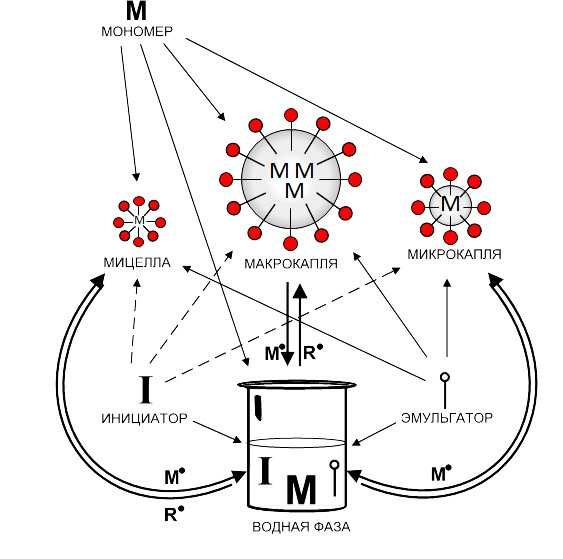 М
МОНОМЕР
М М
М
М
М
МИЦЕЛЛА
МАКРОКАПЛЯ
МИКРОКАПЛЯ
М• R•
I
ИНИЦИАТОР
ЭМУЛЬГАТОР
I
М
М•
R•
М•
ВОДНАЯ ФАЗА